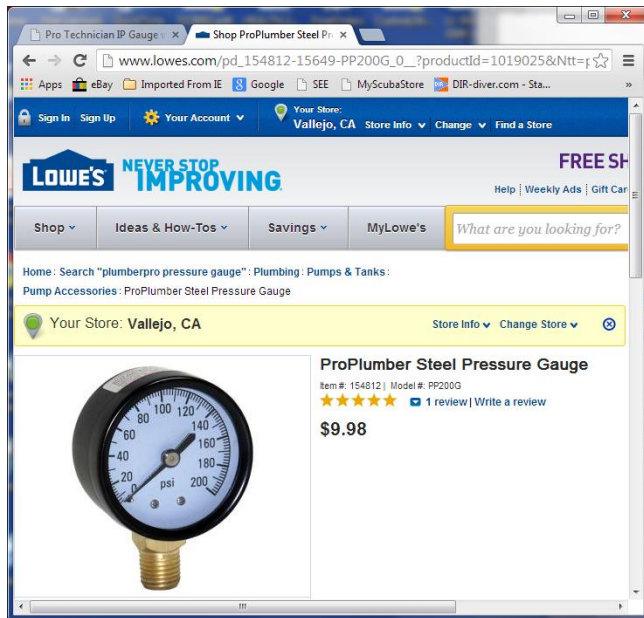 Pro Technician IP Gauge v
Shop ProPlumber Steel Pr
www.lowes.com/pd_154812-15649-PP200G_0__?productId=1019025&Ntt=p
Apps eBay Imported From IE Google SEE MyScubaStore DIR-diver.com - Sta... »
Sign In Sign Up Your Account Your Store:
Vallejo, CA Store Info Change Find a Store
LOWE'S NEVER STOP IMPROVING
FREE SH
Help Weekly Ads Gift Car
Shop Ideas & How-Tos Savings MyLowe's What are you looking for?
Home : Search "plumberpro pressure gauge" : Plumbing : Pumps & Tanks :
Pump Accessories : ProPlumber Steel Pressure Gauge
Your Store: Vallejo, CA Store Info Change Store
ProPlumber Steel Pressure Gauge
Item #: 154812 | Model #: PP200G
1 review | Write a review
$9.98
0 20 40 60 80 100 120 140 160 180 200
psi